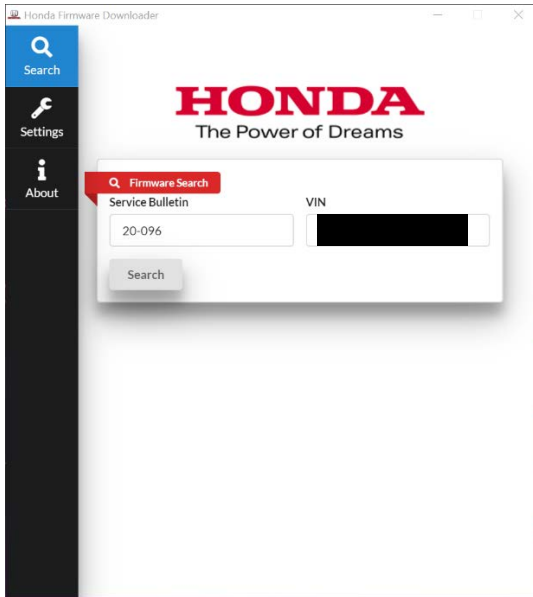 Honda Firmware Downloader
Search
Settings
About
HONDA
The Power of Dreams
Firmware Search
Service Bulletin
VIN
20-096
Search